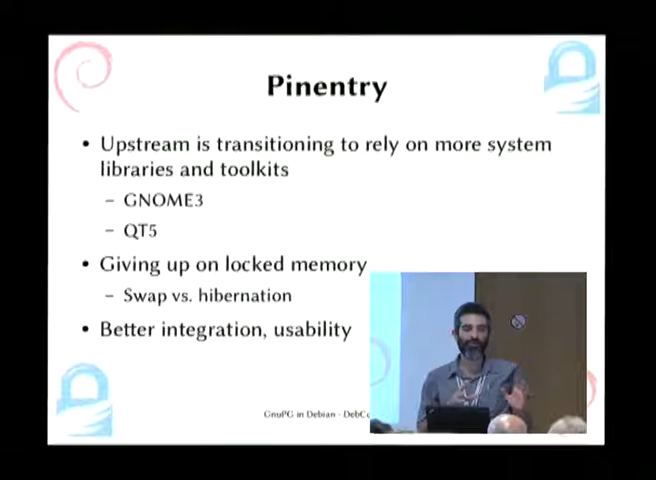 Pinentry
• Upstream is transitioning to rely on more system
libraries and toolkits
– GNOME3
– QT5
• Giving up on locked memory
– Swap vs. hibernation
• Better integration, usability
GnuPG in Debian - DebC